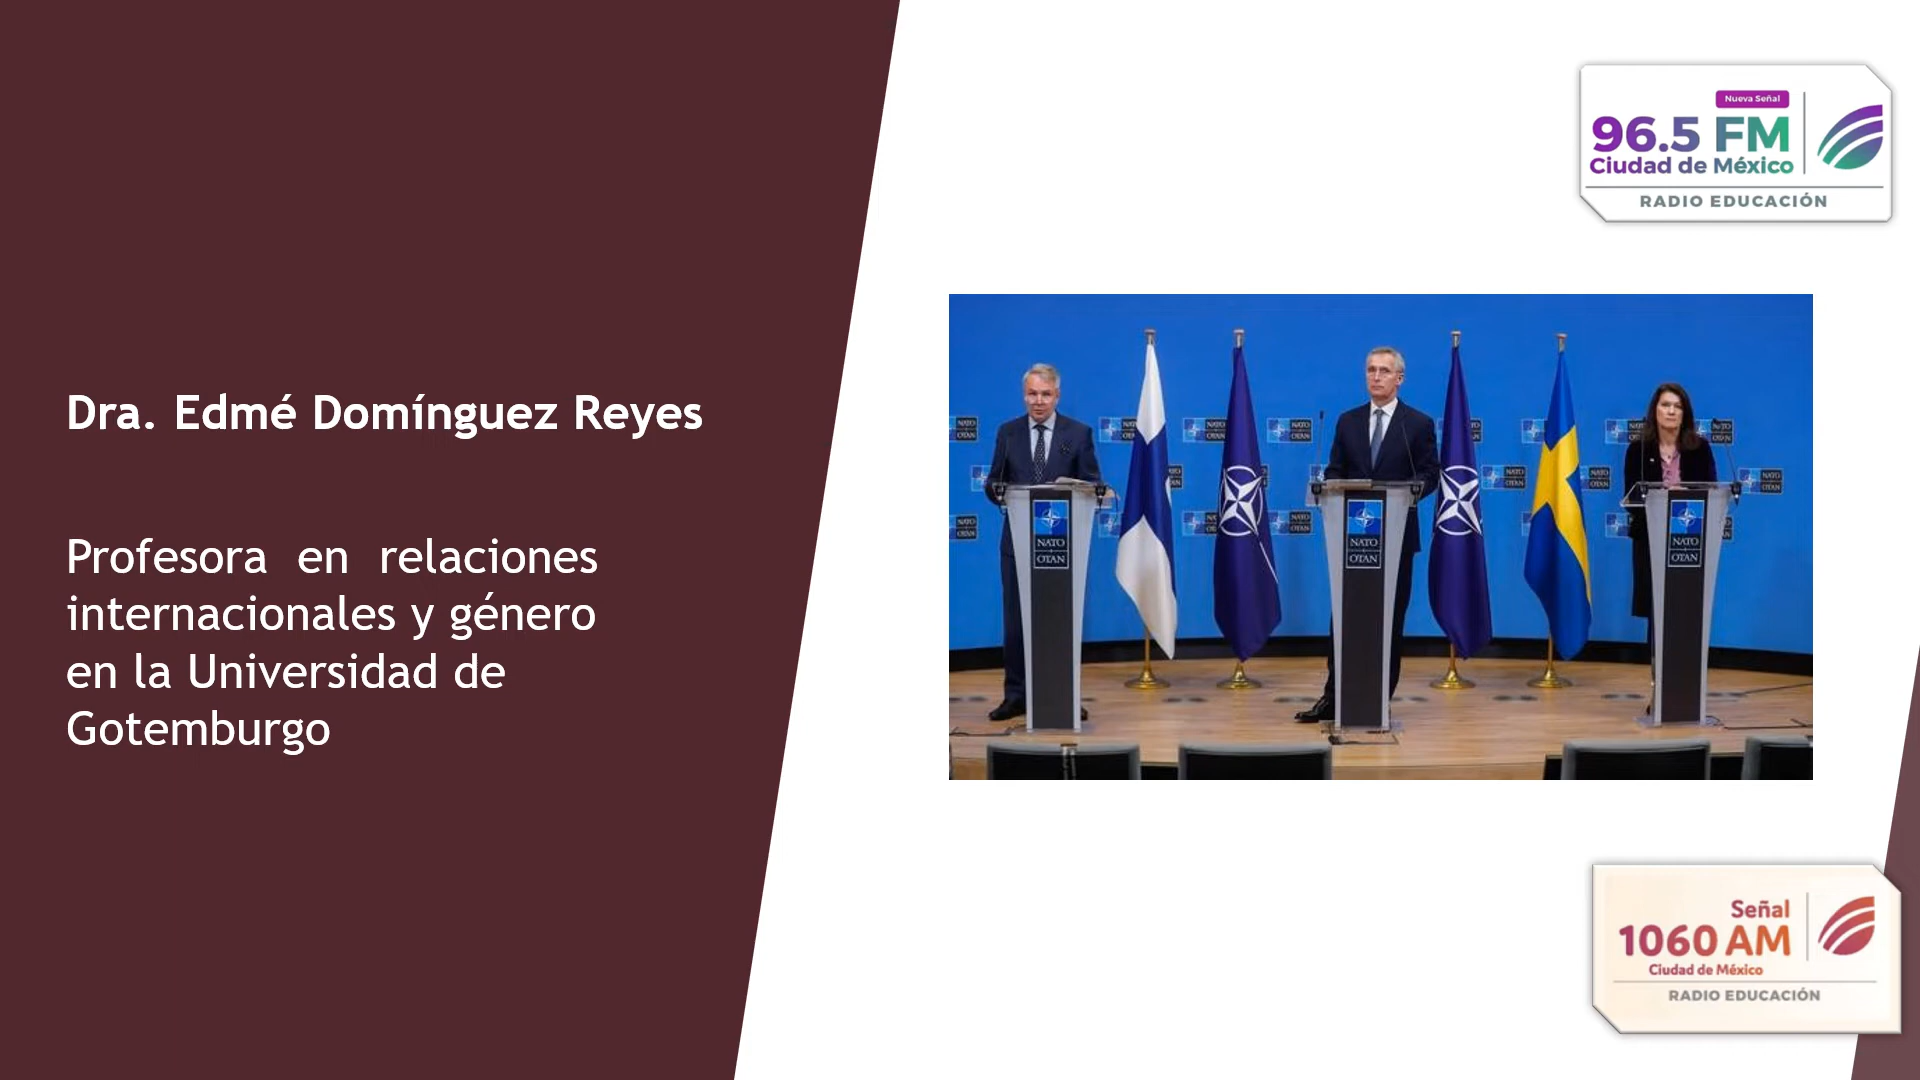 Dra. Edmé Domínguez Reyes
Profesora en relaciones
internacionales y género
en la Universidad de
Gotemburgo
Nueva Señal
96.5 FM
Ciudad de México
RADIO EDUCACIÓN
NATO
OTAN
NATO
OTAN
NATO
OTAN
Señal
1060 AM
Ciudad de México
RADIO EDUCACIÓN